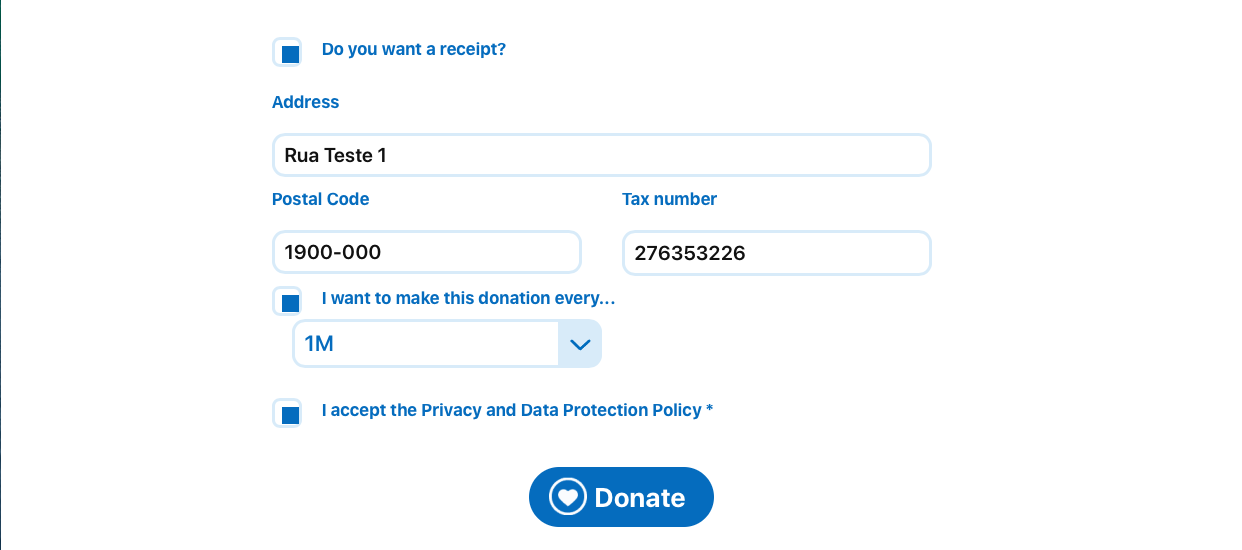 Do you want a receipt?
Address
Rua Teste 1
Postal Code
Tax number
1900-000
276353226
I want to make this donation every...
1M
I accept the Privacy and Data Protection Policy *
Donate